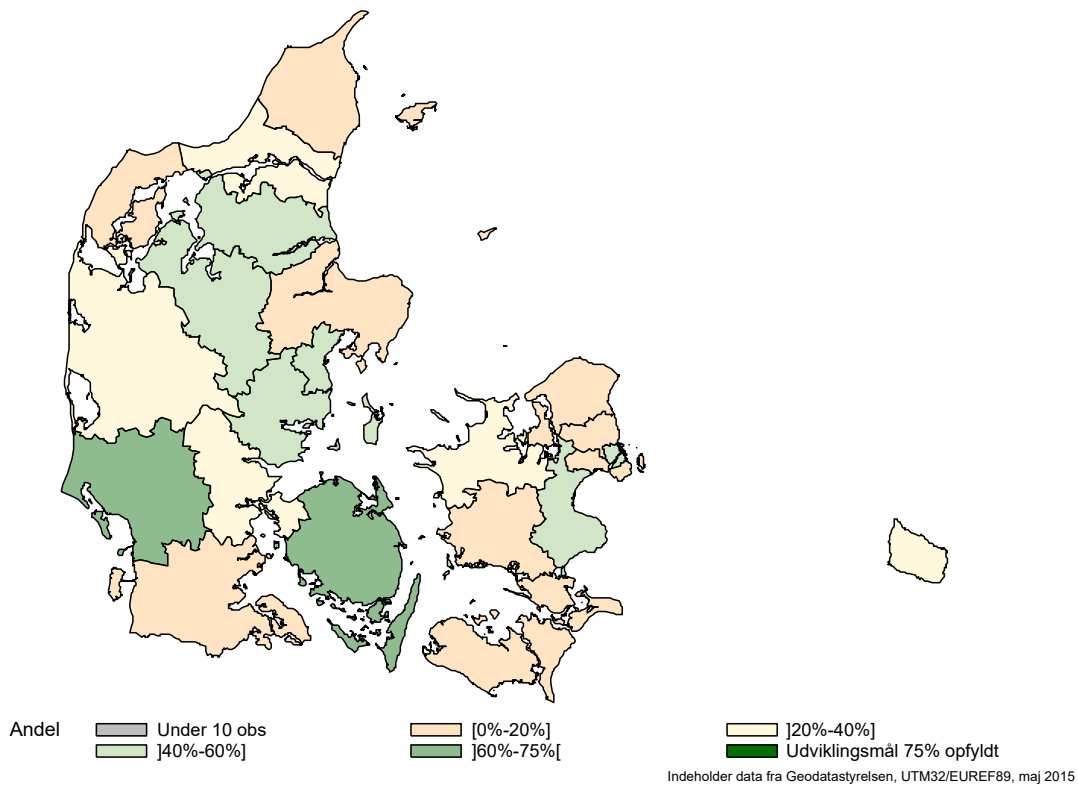 Andel
Under 10 obs
[0%-20%]
]20%-40%]
]40%-60%]
]60%-75%[
Udviklingsmål 75% opfyldt
Indeholder data fra Geodatastyrelsen, UTM32/EUREF89, maj 2015